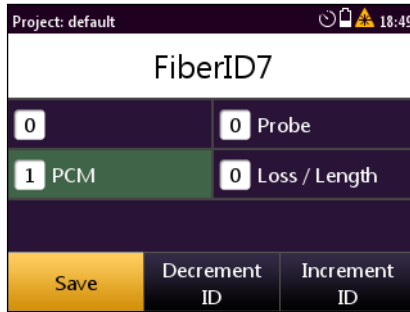 Project: default 18:49
FiberID7
0 0 Probe
1 PCM 0 Loss / Length
Save Decrement ID Increment ID